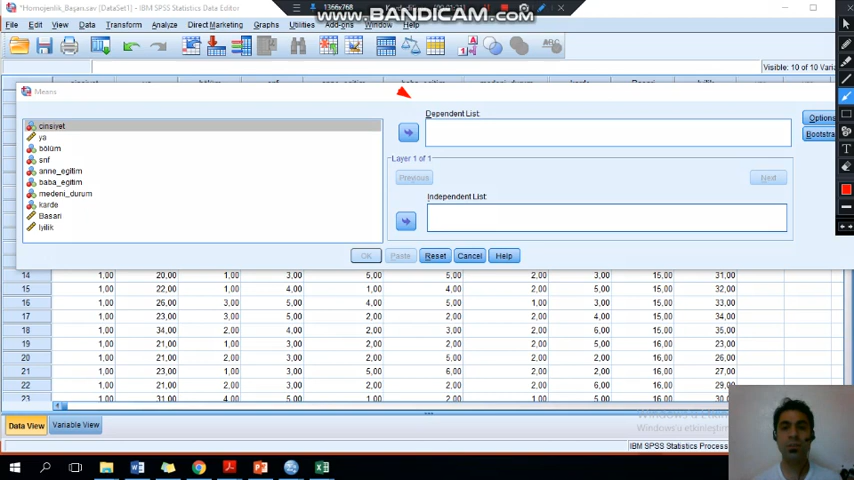 *Homojenlik_Başarı.sav [DataSet1] - IBM SPSS Statistics Data Editor
1366x768
www.BANDICAM.com
File Edit View Data Transform Analyze Direct Marketing Graphs Utilities Add-ons Window Help
Visible: 10 of 10 Varia
Means
cinsiyet
ya
bölüm
snf
anne_egitim
baba_egitim
medeni_durum
karde
Basari
Iyilik
Dependent List:
Layer 1 of 1
Previous
Next
Independent List:
Options
Bootstra
OK Paste Reset Cancel Help
14 1,00 20,00 1,00 3,00 5,00 5,00 2,00 3,00 15,00 31,00
15 1,00 22,00 1,00 4,00 1,00 4,00 2,00 5,00 15,00 32,00
16 1,00 26,00 3,00 5,00 4,00 5,00 1,00 3,00 15,00 33,00
17 1,00 23,00 3,00 5,00 2,00 2,00 2,00 4,00 15,00 34,00
18 1,00 34,00 2,00 4,00 2,00 3,00 2,00 6,00 15,00 35,00
19 1,00 21,00 1,00 3,00 2,00 2,00 2,00 5,00 16,00 23,00
20 1,00 21,00 2,00 3,00 5,00 5,00 2,00 2,00 16,00 26,00
21 1,00 23,00 1,00 3,00 5,00 6,00 2,00 5,00 16,00 27,00
22 1,00 21,00 2,00 3,00 2,00 2,00 2,00 6,00 16,00 29,00
23 1,00 31,00 4,00 5,00 1,00 2,00 1,00 5,00 16,00 30,00
Data View Variable View
Windows'u Etkin
Windows'u etkinleştirm
IBM SPSS Statistics Process